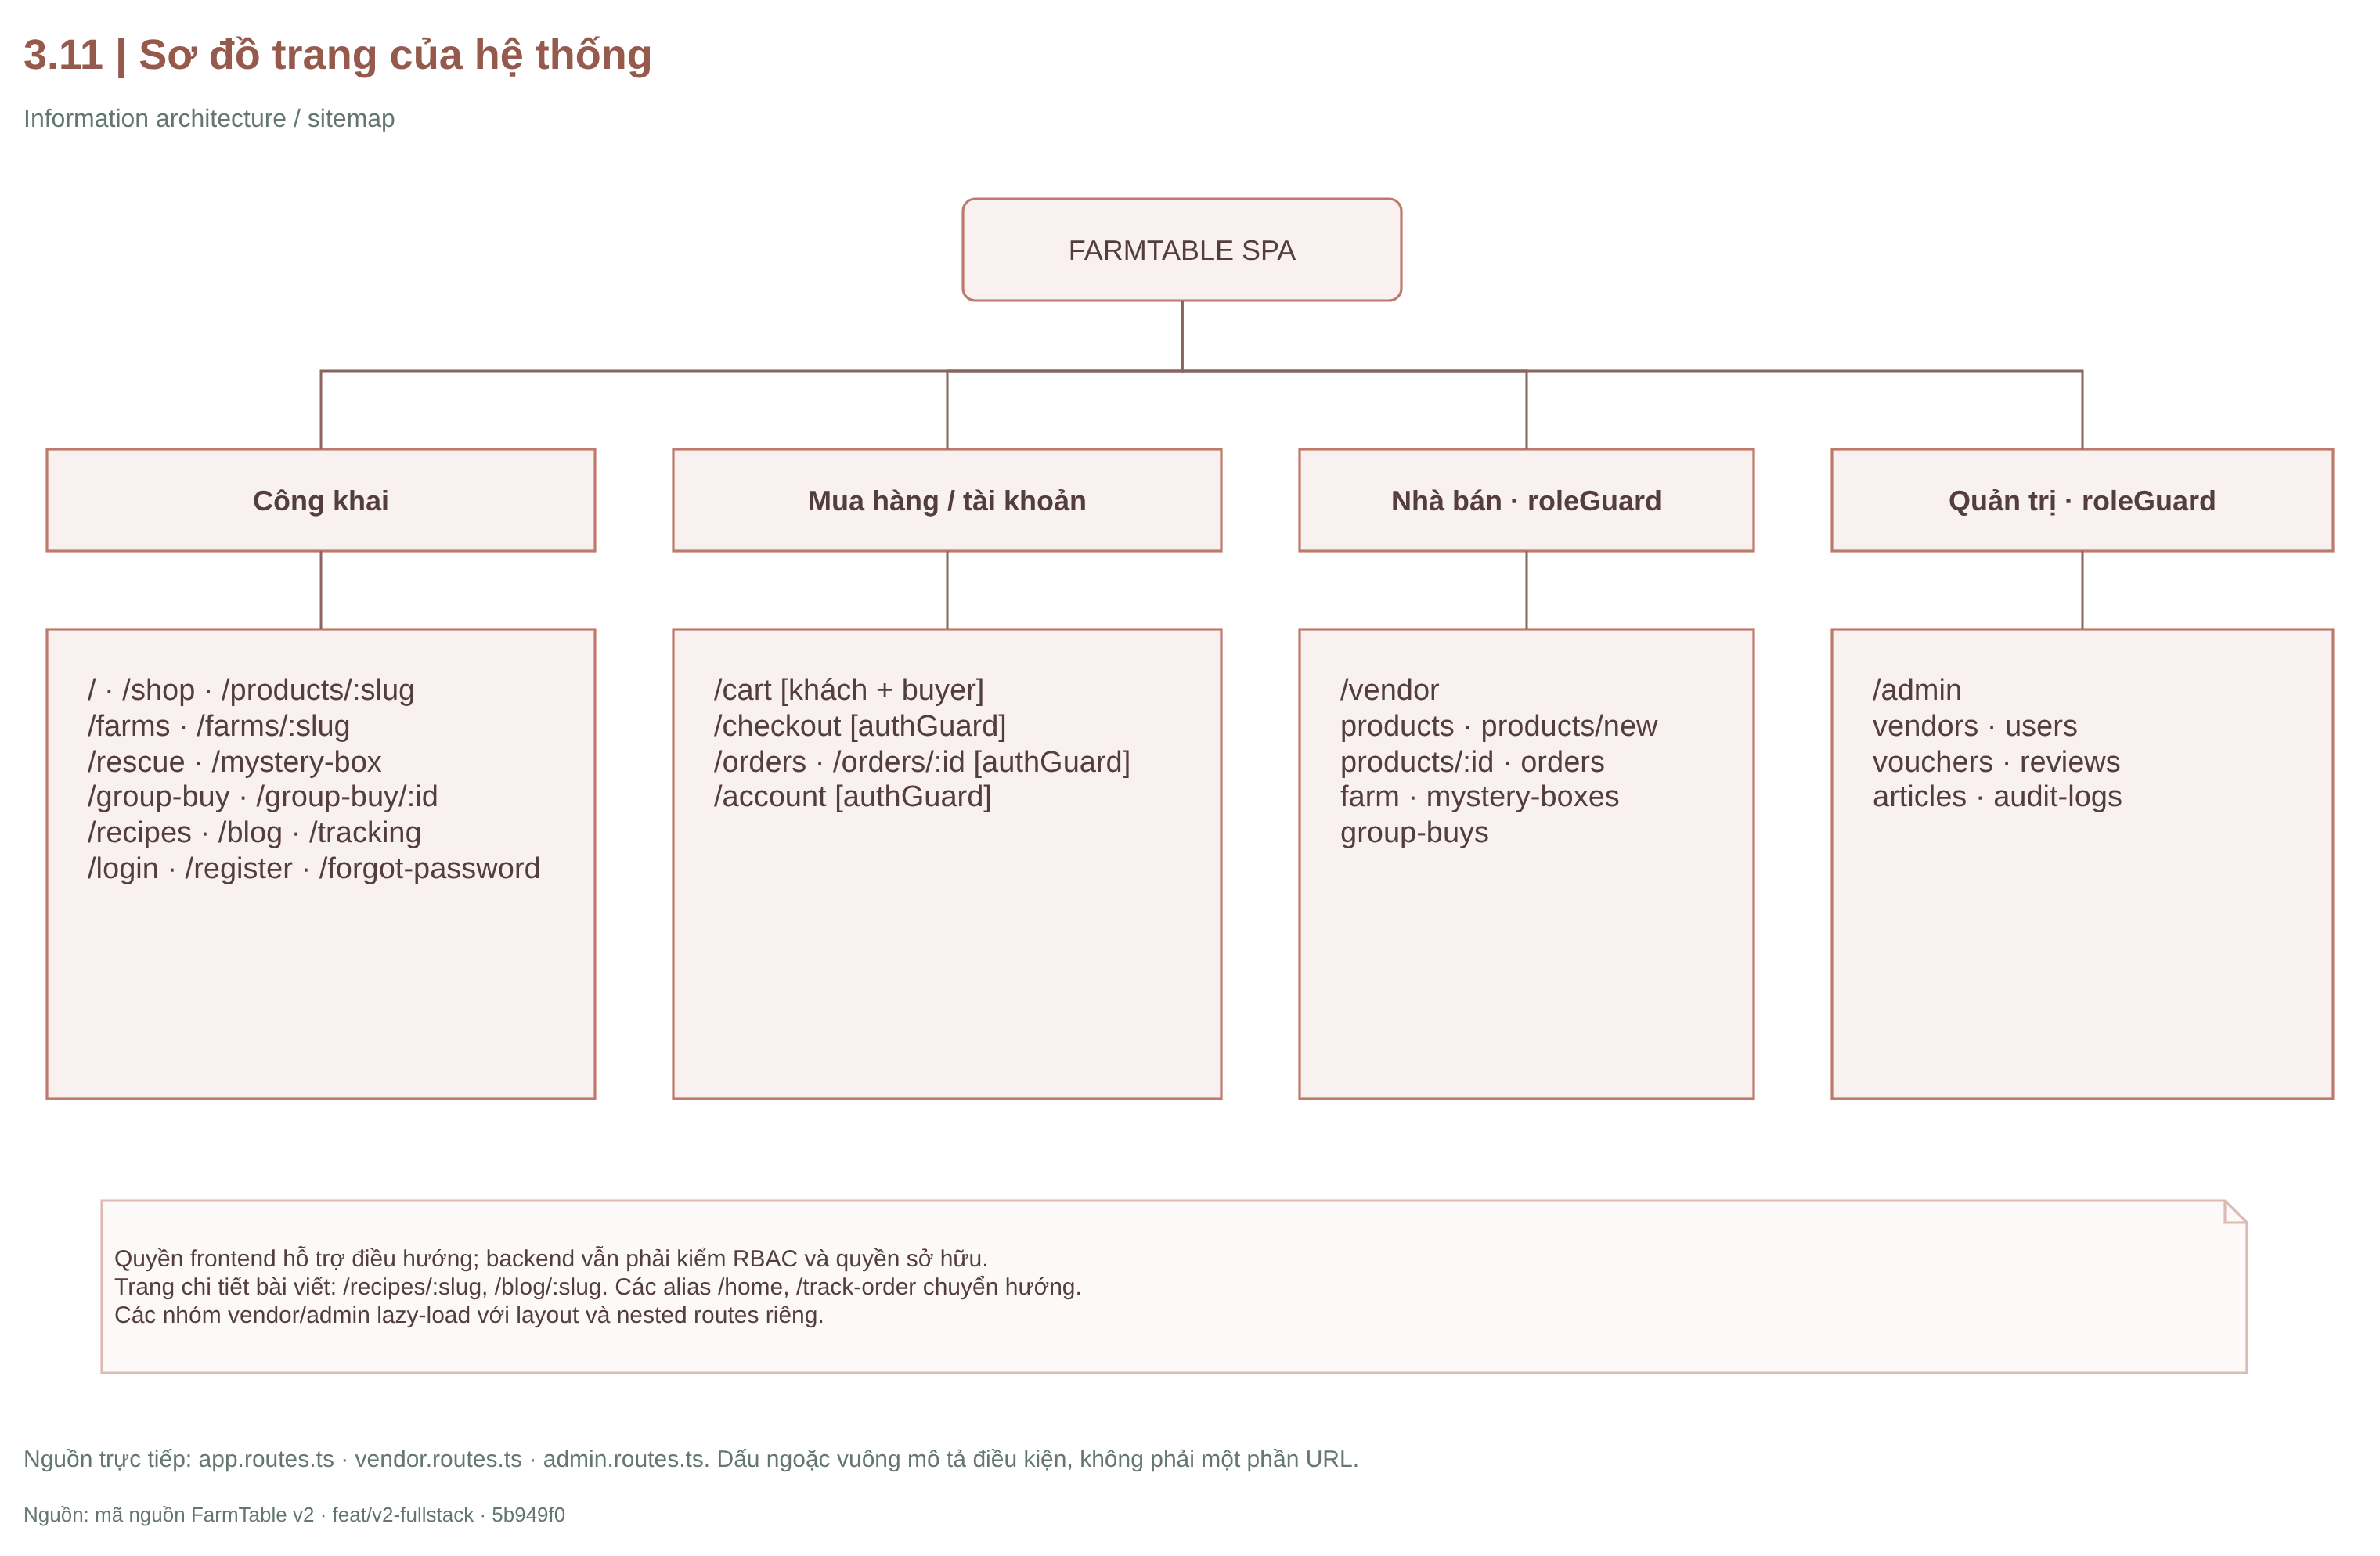 3.11 | Sơ đồ trang của hệ thống
Information architecture / sitemap
FARMTABLE SPA
Công khai
Mua hàng / tài khoản
Nhà bán · roleGuard
Quản trị · roleGuard
/ · /shop · /products/:slug
/farms · /farms/:slug
/rescue · /mystery-box
/group-buy · /group-buy/:id
/recipes · /blog · /tracking
/login · /register · /forgot-password
/cart [khách + buyer]
/checkout [authGuard]
/orders · /orders/:id [authGuard]
/account [authGuard]
/vendor
products · products/new
products/:id · orders
farm · mystery-boxes
group-buys
/admin
vendors · users
vouchers · reviews
articles · audit-logs
Quyền frontend hỗ trợ điều hướng; backend vẫn phải kiểm RBAC và quyền sở hữu.
Trang chi tiết bài viết: /recipes/:slug, /blog/:slug. Các alias /home, /track-order chuyển hướng.
Các nhóm vendor/admin lazy-load với layout và nested routes riêng.
Nguồn trực tiếp: app.routes.ts · vendor.routes.ts · admin.routes.ts. Dấu ngoặc vuông mô tả điều kiện, không phải một phần URL.
Nguồn: mã nguồn FarmTable v2 · feat/v2-fullstack · 5b949f0